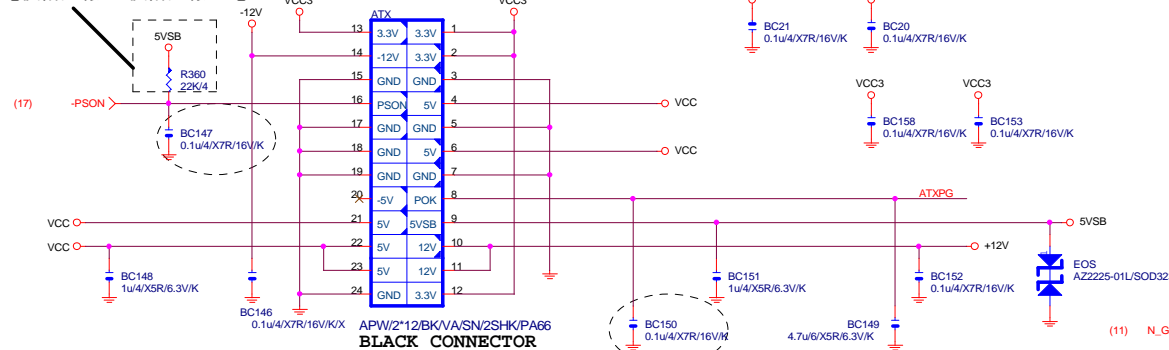 VCC3
ATX
VCC3
-12V
5VSB
R360
22K/4
(17)
-PSON
BC147
0.1u/4/X7R/16V/K
13 3.3V 3.3V 1
14 -12V 3.3V 2
15 GND GND 3
16 PSON 5V 4
17 GND GND 5
18 GND 5V 6
19 GND GND 7
20 -5V POK 8
21 5V 5VSB 9
22 5V 12V 10
23 5V 12V 11
24 GND 3.3V 12
VCC
VCC
ATXPG
5VSB
+12V
VCC
VCC
BC148
1u/4/X5R/6.3V/K
BC146
0.1u/4/X7R/16V/K/X
APW/2*12/BK/VA/SN/2SHK/PA66
BLACK CONNECTOR
BC151
1u/4/X5R/6.3V/K
BC150
0.1u/4/X7R/16V/K
BC149
4.7u/6/X5R/6.3V/K
BC152
0.1u/4/X7R/16V/K
EOS
AZ2225-01L/SOD32
(11) N_G
BC21
0.1u/4/X7R/16V/K
BC20
0.1u/4/X7R/16V/K
VCC3
VCC3
BC158
0.1u/4/X7R/16V/K
BC153
0.1u/4/X7R/16V/K